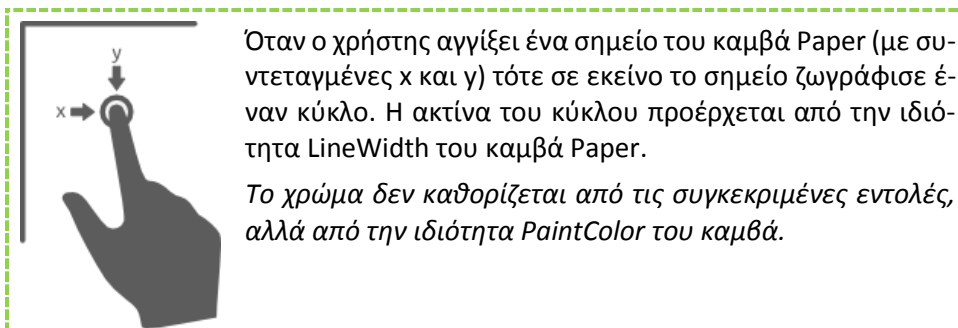 y
x
Όταν ο χρήστης αγγίξει ένα σημείο του καμβά Paper (με συ-
ντεταγμένες x και y) τότε σε εκείνο το σημείο ζωγράφισε έ-
ναν κύκλο. Η ακτίνα του κύκλου προέρχεται από την ιδιό-
τητα LineWidth του καμβά Paper.
Το χρώμα δεν καθορίζεται από τις συγκεκριμένες εντολές,
αλλά από την ιδιότητα PaintColor του καμβά.